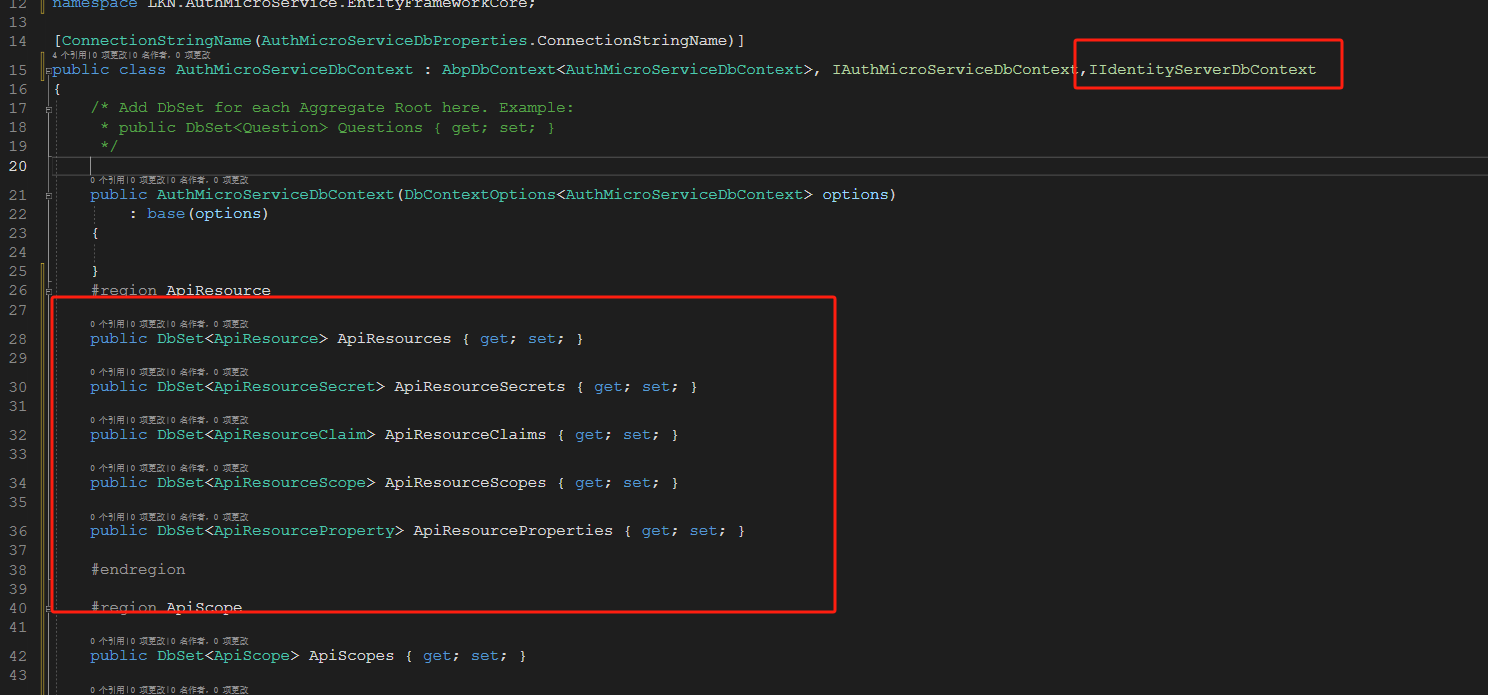 12 namespace LKN.AuthMicroService.EntityFrameworkCore;
13
14 [ConnectionStringName(AuthMicroServiceDbProperties.ConnectionStringName)]
4 个引用|0 项更改|0 名作者，0 项更改
15 public class AuthMicroServiceDbContext : AbpDbContext<AuthMicroServiceDbContext>, IAuthMicroServiceDbContext,IIdentityServerDbContext
16 {
17 /* Add DbSet for each Aggregate Root here. Example:
18 * public DbSet<Question> Questions { get; set; }
19 */
20
0 个引用|0 项更改|0 名作者，0 项更改
21 public AuthMicroServiceDbContext(DbContextOptions<AuthMicroServiceDbContext> options)
22 : base(options)
23 {
24
25 }
26 #region ApiResource
27
0 个引用|0 项更改|0 名作者，0 项更改
28 public DbSet<ApiResource> ApiResources { get; set; }
29
0 个引用|0 项更改|0 名作者，0 项更改
30 public DbSet<ApiResourceSecret> ApiResourceSecrets { get; set; }
31
0 个引用|0 项更改|0 名作者，0 项更改
32 public DbSet<ApiResourceClaim> ApiResourceClaims { get; set; }
33
0 个引用|0 项更改|0 名作者，0 项更改
34 public DbSet<ApiResourceScope> ApiResourceScopes { get; set; }
35
0 个引用|0 项更改|0 名作者，0 项更改
36 public DbSet<ApiResourceProperty> ApiResourceProperties { get; set; }
37
38 #endregion
39
40 #region ApiScope
41
0 个引用|0 项更改|0 名作者，0 项更改
42 public DbSet<ApiScope> ApiScopes { get; set; }
43
0 个引用|0 项更改|0 名作者，0 项更改